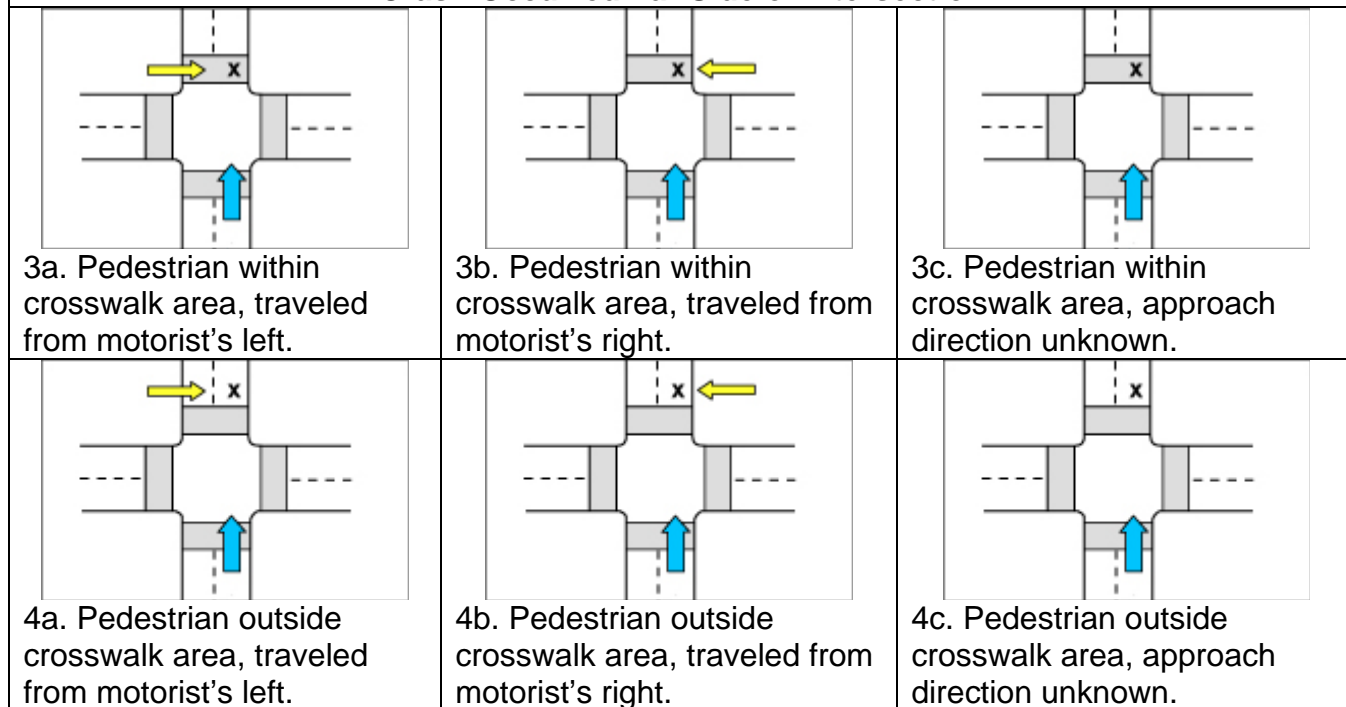 x
x
x
3a. Pedestrian within
crosswalk area, traveled
from motorist's left.
3b. Pedestrian within
crosswalk area, traveled from
motorist's right.
3c. Pedestrian within
crosswalk area, approach
direction unknown.
x
x
x
4a. Pedestrian outside
crosswalk area, traveled
from motorist's left.
4b. Pedestrian outside
crosswalk area, traveled from
motorist's right.
4c. Pedestrian outside
crosswalk area, approach
direction unknown.